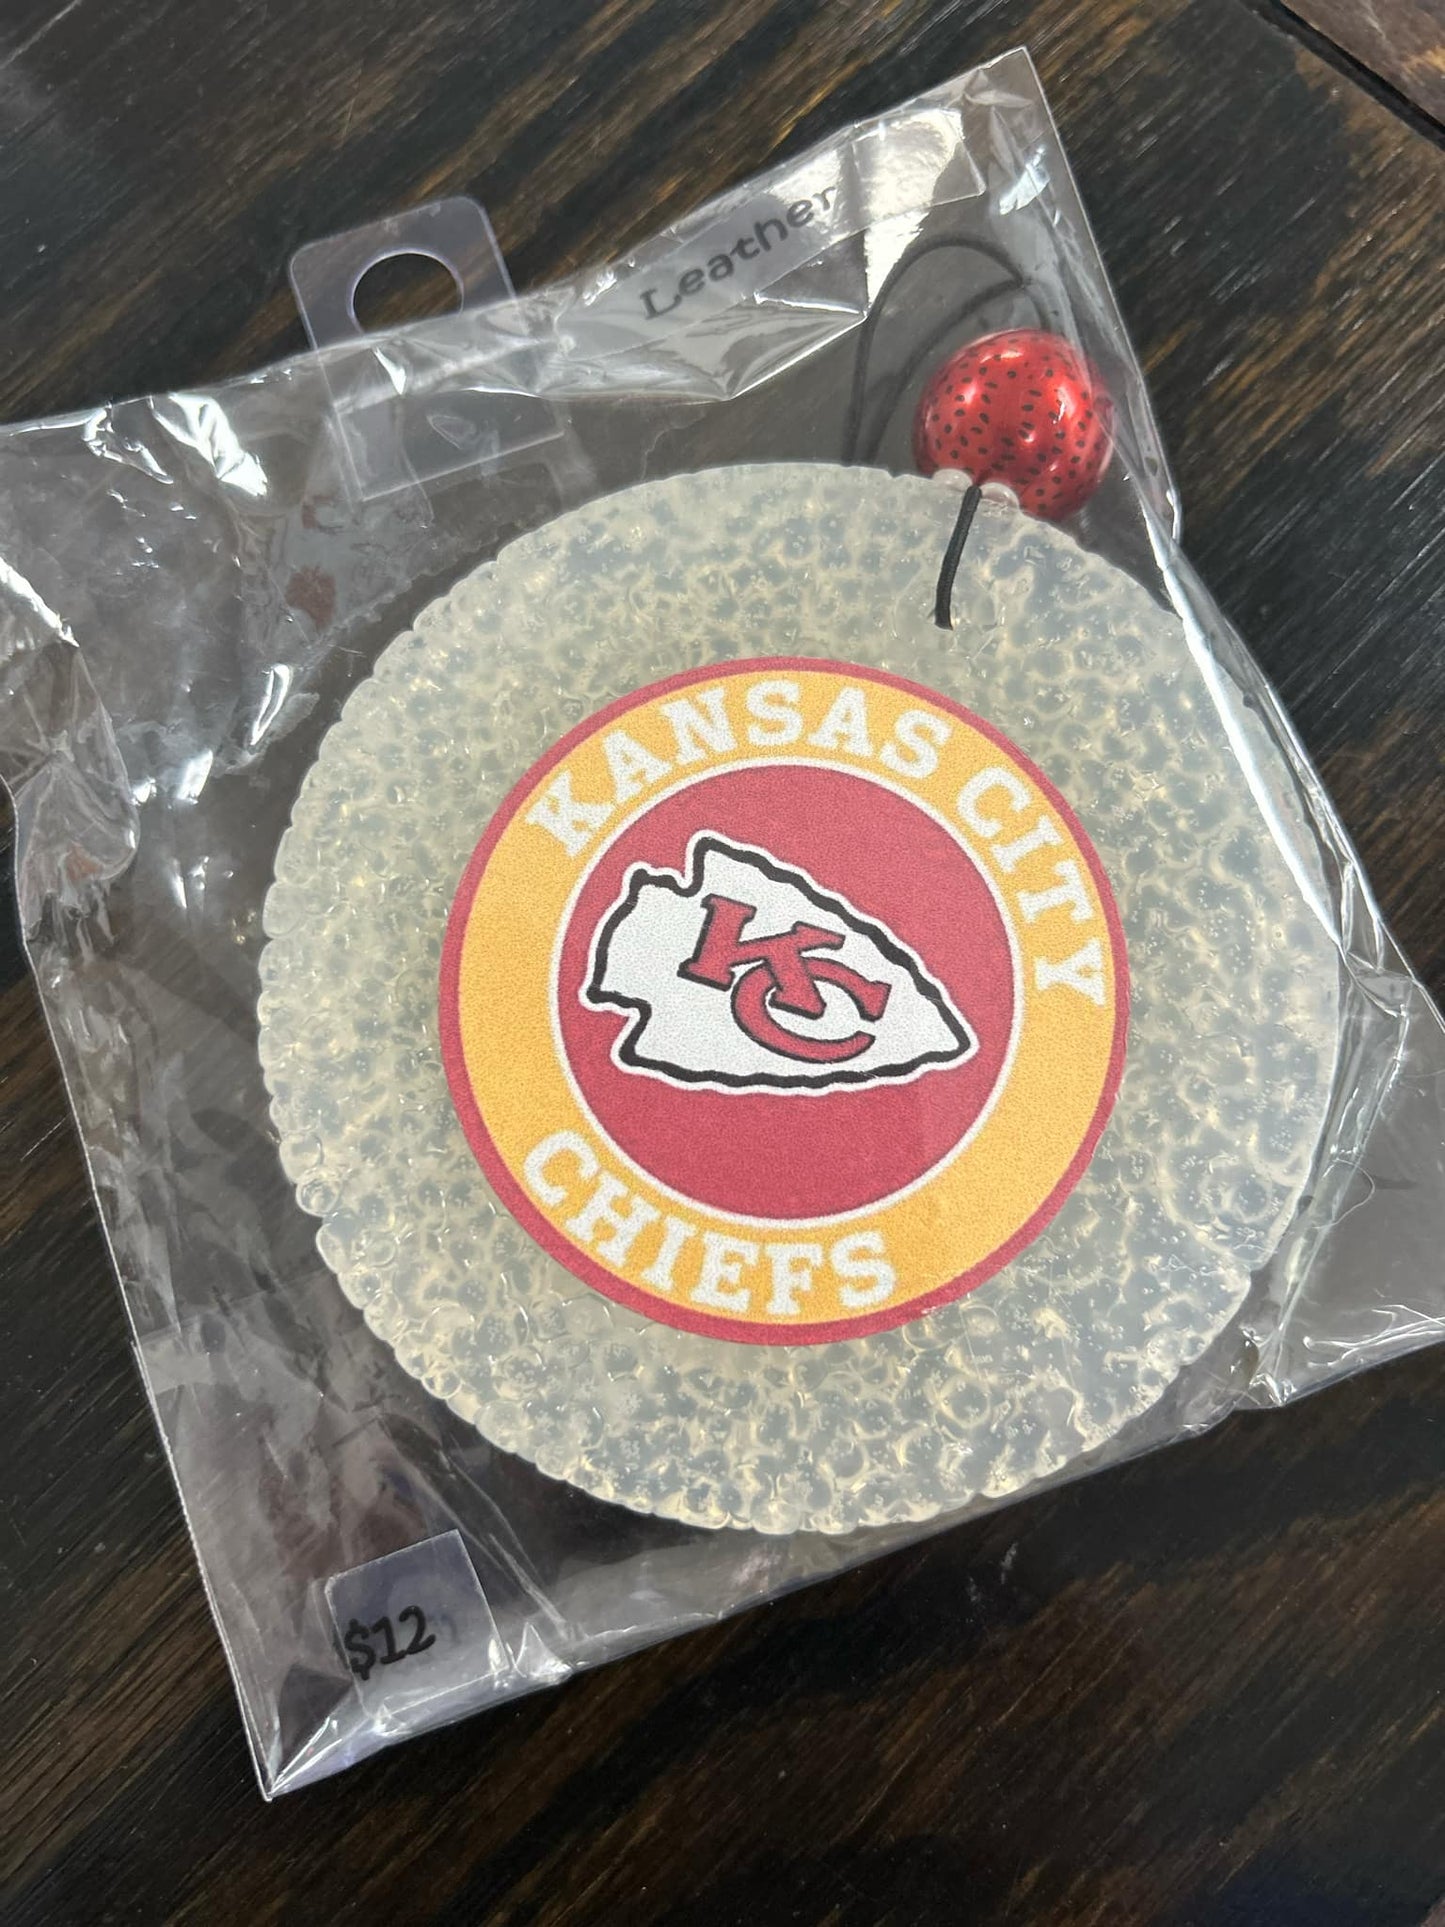 Leather
KANSAS CITY
KC
CHIEFS
$12